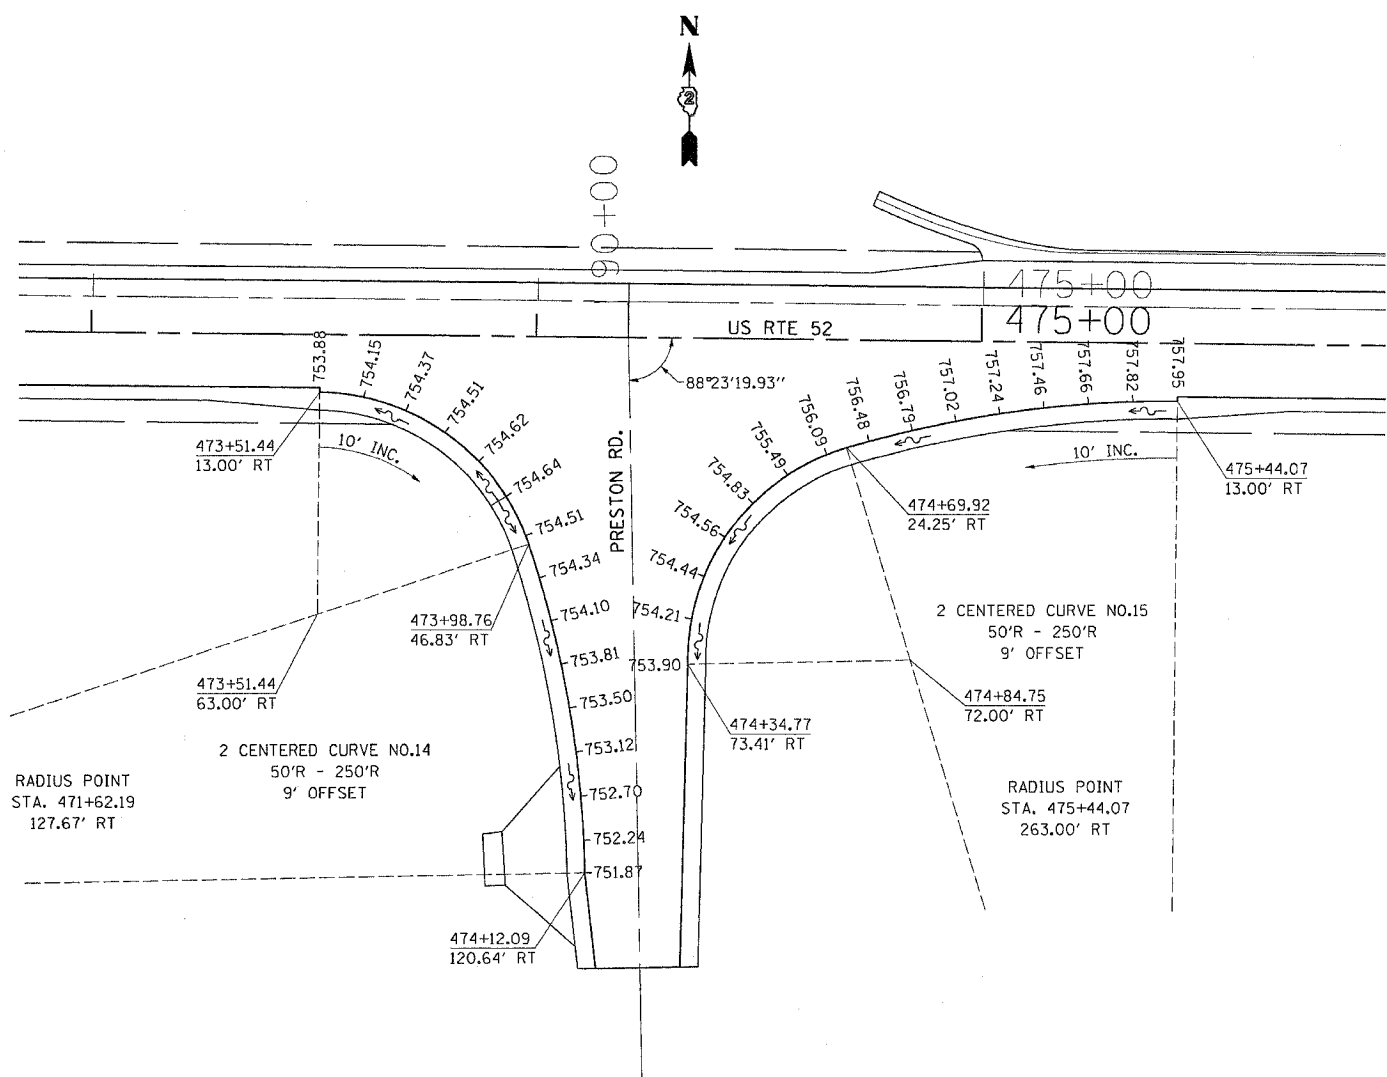 N
2
90+00
475+00
475+00
US RTE 52
88°23'19.93"
PRESTON RD.
753.88
754.15
754.37
754.51
754.62
754.64
754.51
754.34
754.10
753.81
753.50
753.12
752.70
752.24
751.87
757.95
757.82
757.66
757.46
757.24
757.02
756.79
756.48
756.09
755.49
754.83
754.56
754.44
754.21
753.90
473+51.44
13.00' RT
10' INC.
10' INC.
475+44.07
13.00' RT
474+69.92
24.25' RT
473+98.76
46.83' RT
2 CENTERED CURVE NO.15
50'R - 250'R
9' OFFSET
473+51.44
63.00' RT
474+84.75
72.00' RT
474+34.77
73.41' RT
2 CENTERED CURVE NO.14
50'R - 250'R
9' OFFSET
RADIUS POINT
STA. 471+62.19
127.67' RT
RADIUS POINT
STA. 475+44.07
263.00' RT
474+12.09
120.64' RT